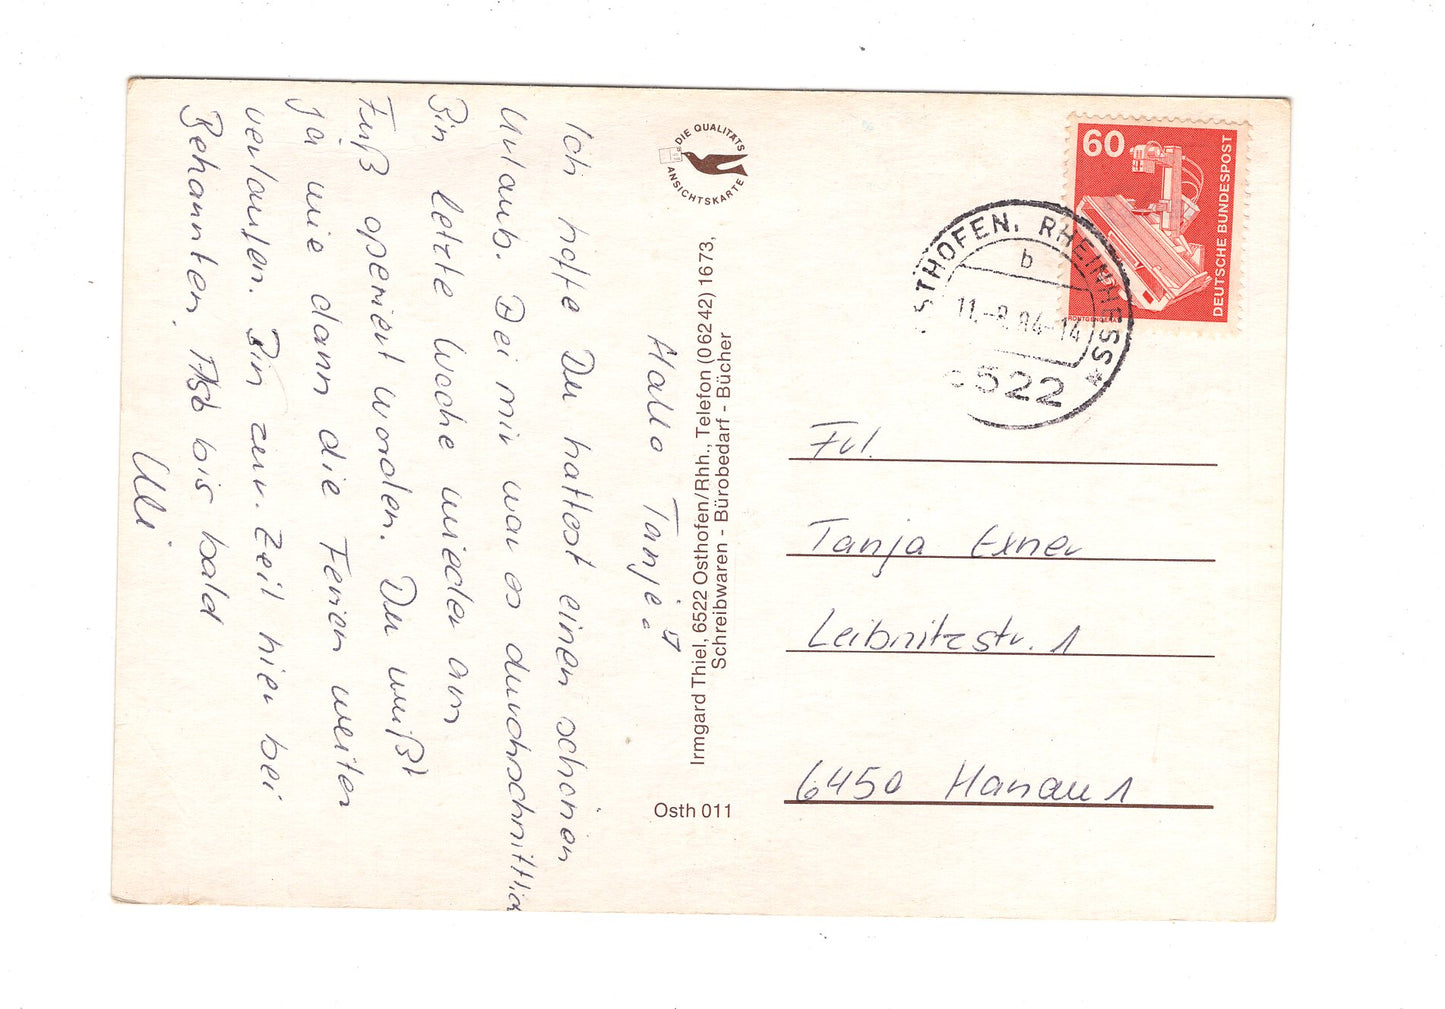 Hallo Tanja!
Ich hoffe Du hattest einen schönen
Urlaub. Bei mir war es durchschnittlich
Bin letzte Woche wieder am
Fuß operiert worden. Du weißt
ja wie dann die Ferien weiter
verlaufen. Bin zur. Zeit hier bei
Bekannten. Also bis bald
Ulli
DIE QUALITÄTS
ANSICHTSKARTE
Irmgard Thiel, 6522 Osthofen/Rhh., Telefon (06242) 1673,
Schreibwaren - Bürobedarf - Bücher
Osth 011
60
DEUTSCHE BUNDESPOST
OSTHOFEN, RHEINHESS
b
11.-8.84-14
6522
Frl.
Tanja Exner
Leibnitzstr. 1
6450 Hanau 1